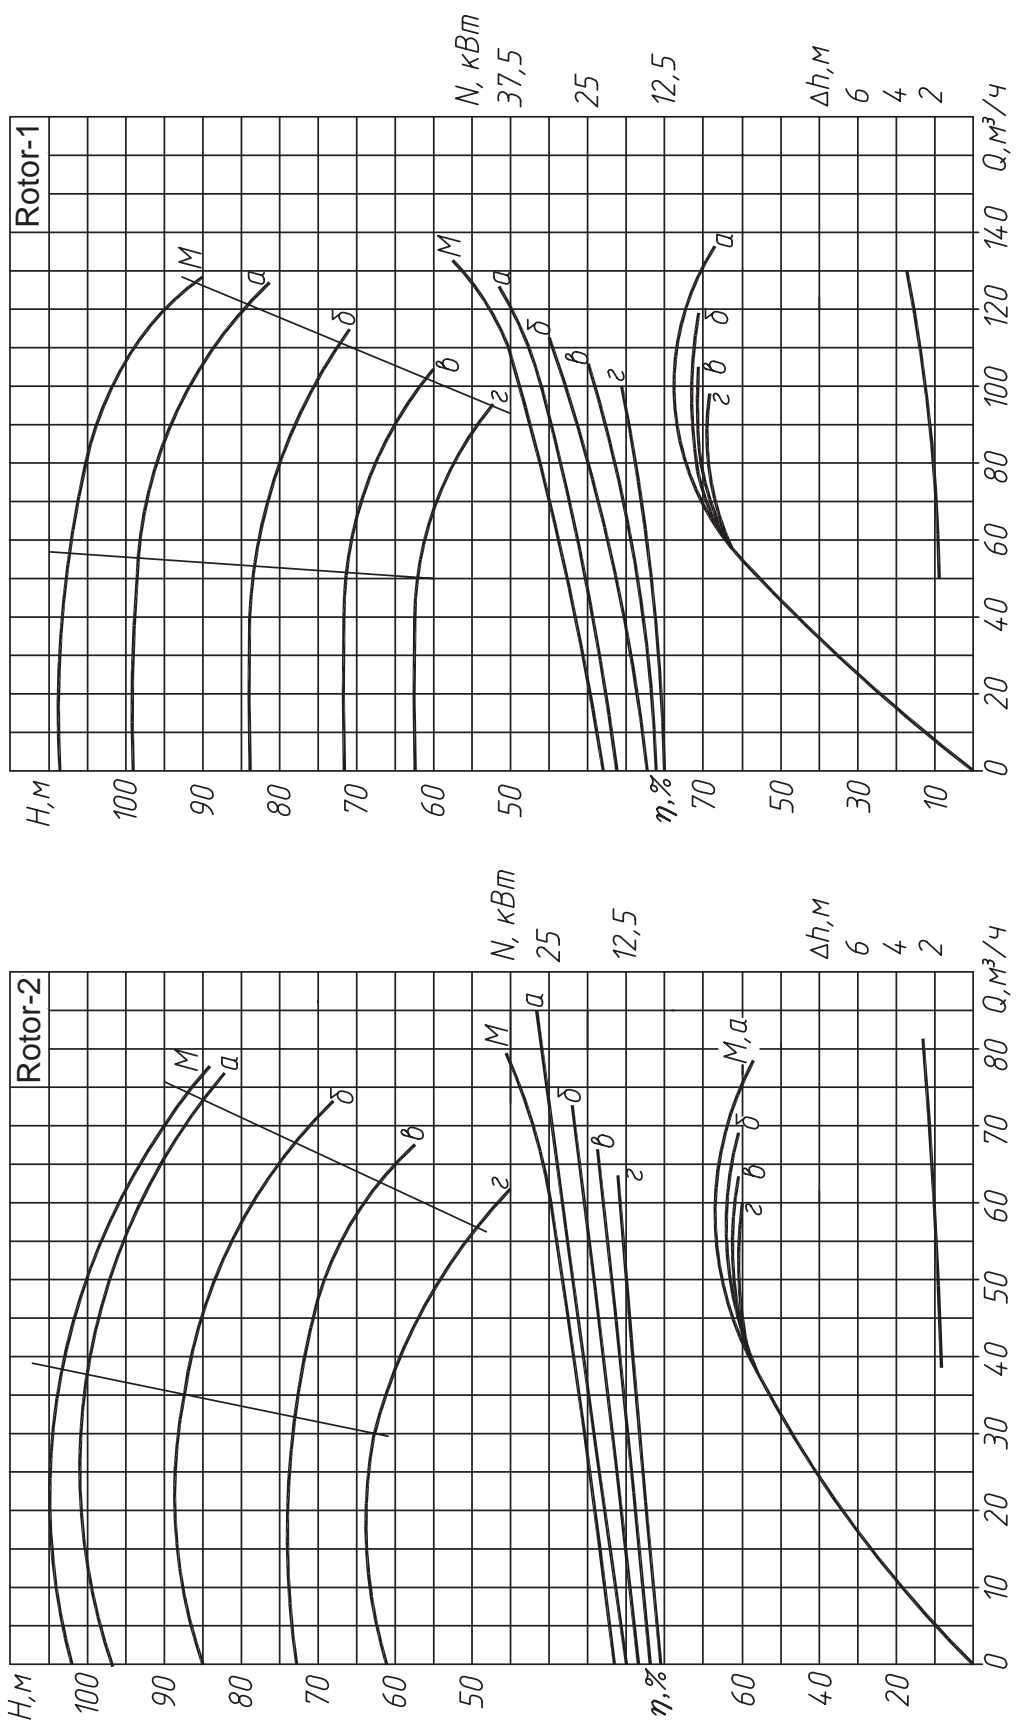 Rotor-2
H,м
100
90
80
70
60
50
η,%
60
40
20
M
a
δ
в
г
N, кВт
25
12,5
M
a
δ
в
г
M,a
δ
в
г
Δh,м
6
4
2
0
10
20
30
40
50
60
70
80
Q,м³/ч
Rotor-1
H,м
100
90
80
70
60
50
η,%
70
50
30
10
M
a
δ
в
г
N, кВт
37,5
25
12,5
M
a
δ
в
г
a
δ
в
г
Δh,м
6
4
2
0
20
40
60
80
100
120
140
Q,м³/ч